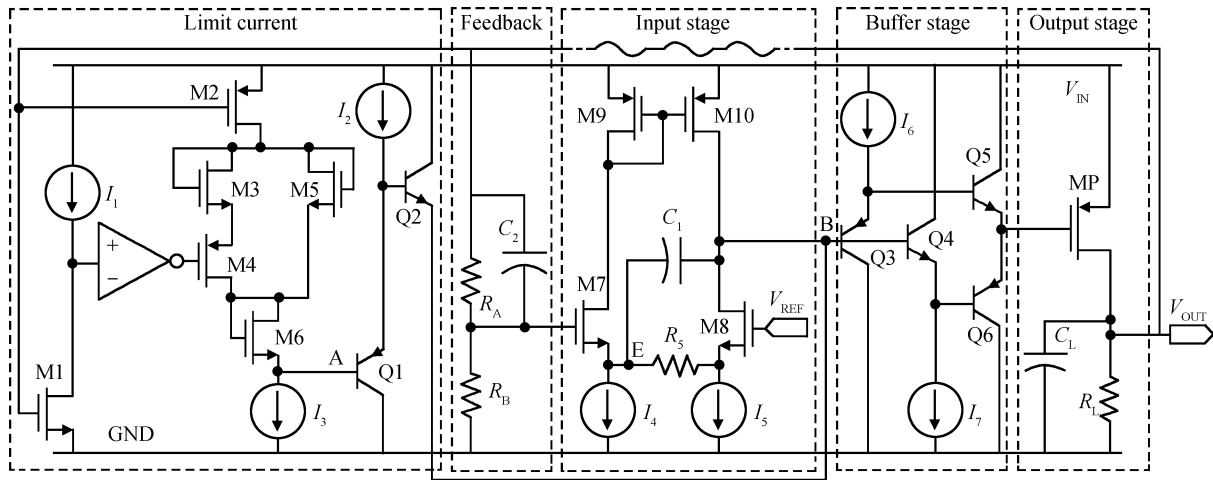 Limit current
Feedback
Input stage
Buffer stage
Output stage
M2
I2
M9
M10
I6
VIN
M3
M5
I1
Q2
Q5
MP
C2
C1
B
+
−
M4
Q3
Q4
RA
M7
VREF
M6
M8
Q6
VOUT
A
E
R5
CL
Q1
M1
RB
I3
I4
I5
I7
RL
GND